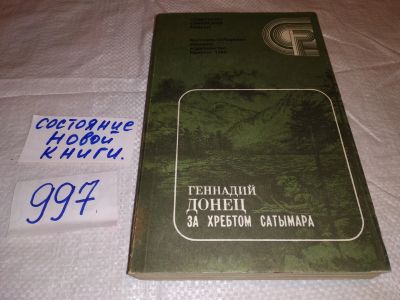 СОСТОЯНИЕ
НОВОЙ
КНИГИ.
997
ГЕННАДИЙ
ДОНЕЦ
ЗА ХРЕБТОМ САТЫМАРА